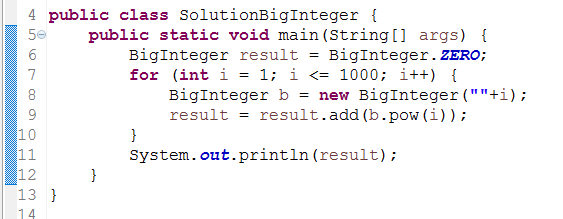 4 public class SolutionBigInteger {
5 public static void main(String[] args) {
6 BigInteger result = BigInteger.ZERO;
7 for (int i = 1; i <= 1000; i++) {
8 BigInteger b = new BigInteger(""+i);
9 result = result.add(b.pow(i));
10 }
11 System.out.println(result);
12 }
13 }
14